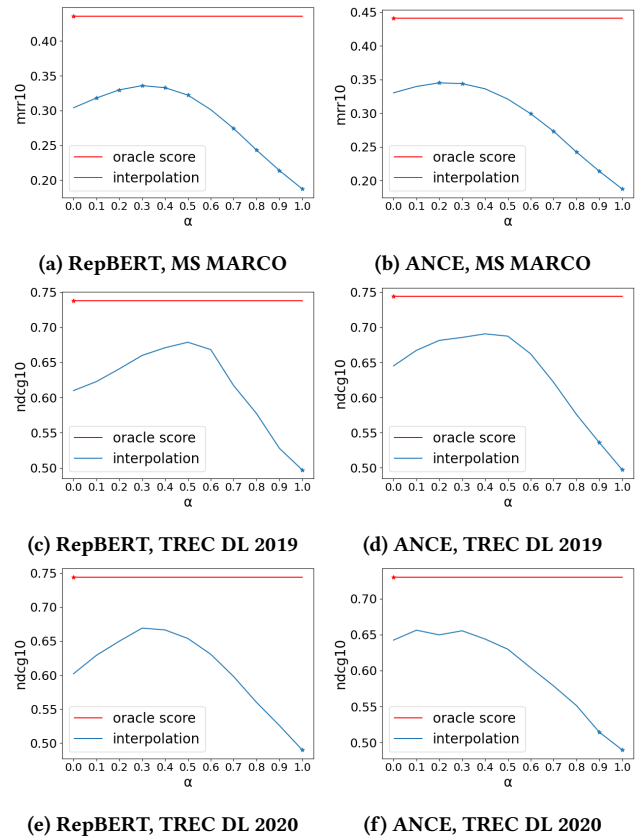 mrr10
0.40
0.35
0.30
0.25
0.20
oracle score
interpolation
0.0 0.1 0.2 0.3 0.4 0.5 0.6 0.7 0.8 0.9 1.0
α
(a) RepBERT, MS MARCO
mrr10
0.45
0.40
0.35
0.30
0.25
0.20
oracle score
interpolation
0.0 0.1 0.2 0.3 0.4 0.5 0.6 0.7 0.8 0.9 1.0
α
(b) ANCE, MS MARCO
ndcg10
0.75
0.70
0.65
0.60
0.55
0.50
oracle score
interpolation
0.0 0.1 0.2 0.3 0.4 0.5 0.6 0.7 0.8 0.9 1.0
α
(c) RepBERT, TREC DL 2019
ndcg10
0.75
0.70
0.65
0.60
0.55
0.50
oracle score
interpolation
0.0 0.1 0.2 0.3 0.4 0.5 0.6 0.7 0.8 0.9 1.0
α
(d) ANCE, TREC DL 2019
ndcg10
0.75
0.70
0.65
0.60
0.55
0.50
oracle score
interpolation
0.0 0.1 0.2 0.3 0.4 0.5 0.6 0.7 0.8 0.9 1.0
α
(e) RepBERT, TREC DL 2020
ndcg10
0.70
0.65
0.60
0.55
0.50
oracle score
interpolation
0.0 0.1 0.2 0.3 0.4 0.5 0.6 0.7 0.8 0.9 1.0
α
(f) ANCE, TREC DL 2020